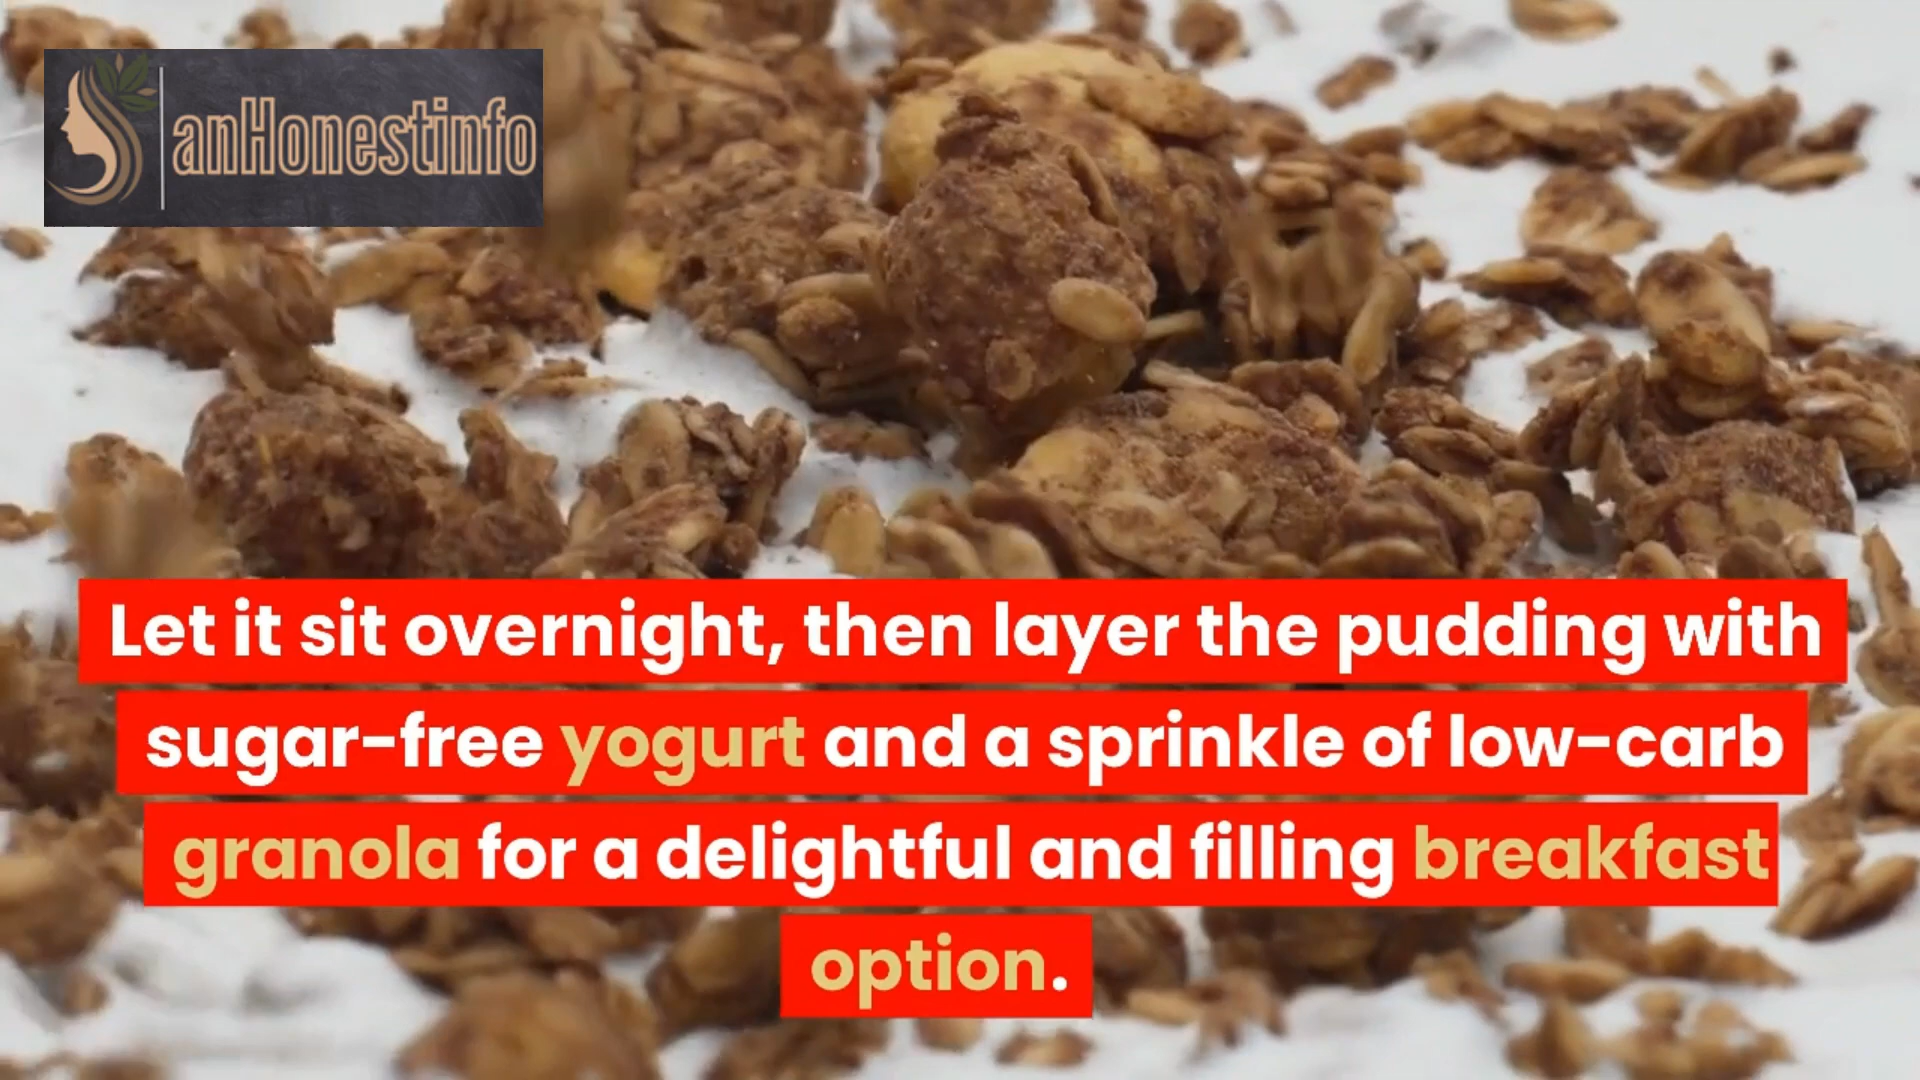 anHonestinfo
Let it sit overnight, then layer the pudding with
sugar-free yogurt and a sprinkle of low-carb
granola for a delightful and filling breakfast
option.